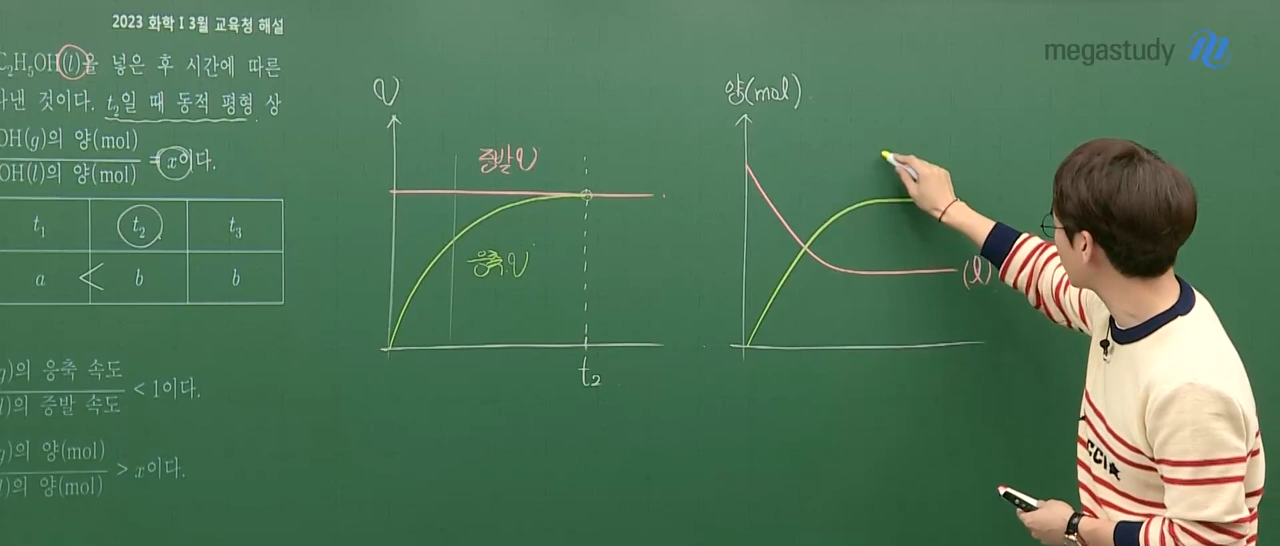 2023 화학 I 3월 교육청 해설
megastudy
C₂H₅OH(l)을 넣은 후 시간에 따른
낸 것이다. t₂일 때 동적 평형 상
OH(g)의 양(mol)
= x이다.
OH(l)의 양(mol)
t₁ t₂ t₃
a < b b
g)의 응축 속도
< 1이다.
l)의 증발 속도
g)의 양(mol)
> x이다.
l)의 양(mol)
v
증발 v
응축 v
t₂
양(mol)
(l)
CCI★